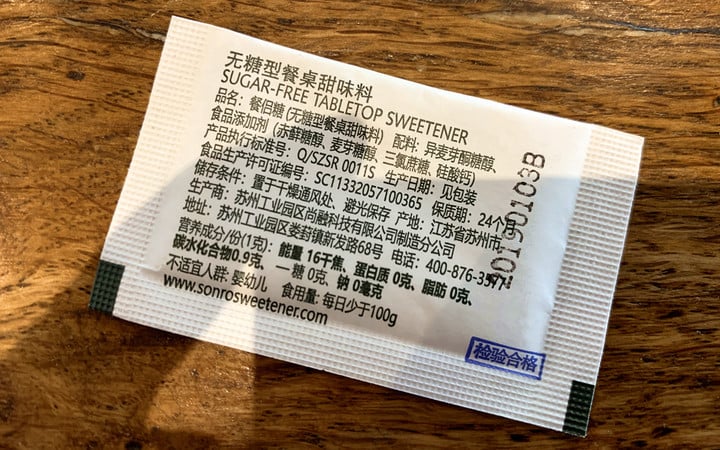 无糖型餐桌甜味料
SUGAR-FREE TABLETOP SWEETENER
品名：餐伯糖（无糖型餐桌甜味料） 配料：异麦芽酮糖醇、
食品添加剂（赤藓糖醇、麦芽糖醇、三氯蔗糖、硅酸钙）
产品执行标准号：Q/SZSR 0011S 生产日期：见包装
食品生产许可证编号：SC11332057100365 保质期：24个月
储存条件：置于干燥通风处、避光保存 产地：江苏省苏州市
生产商：苏州工业园区尚融科技有限公司制造分公司
地址：苏州工业园区娄葑镇新发路68号 电话：400-876-3577
营养成分/份(1克)：能量 16千焦、蛋白质 0克、脂肪 0克、
碳水化合物0.9克、 一糖 0克、钠 0毫克
不适宜人群: 婴幼儿 食用量: 每日少于100g
www.sonrosweetener.com
20190103B
检验合格